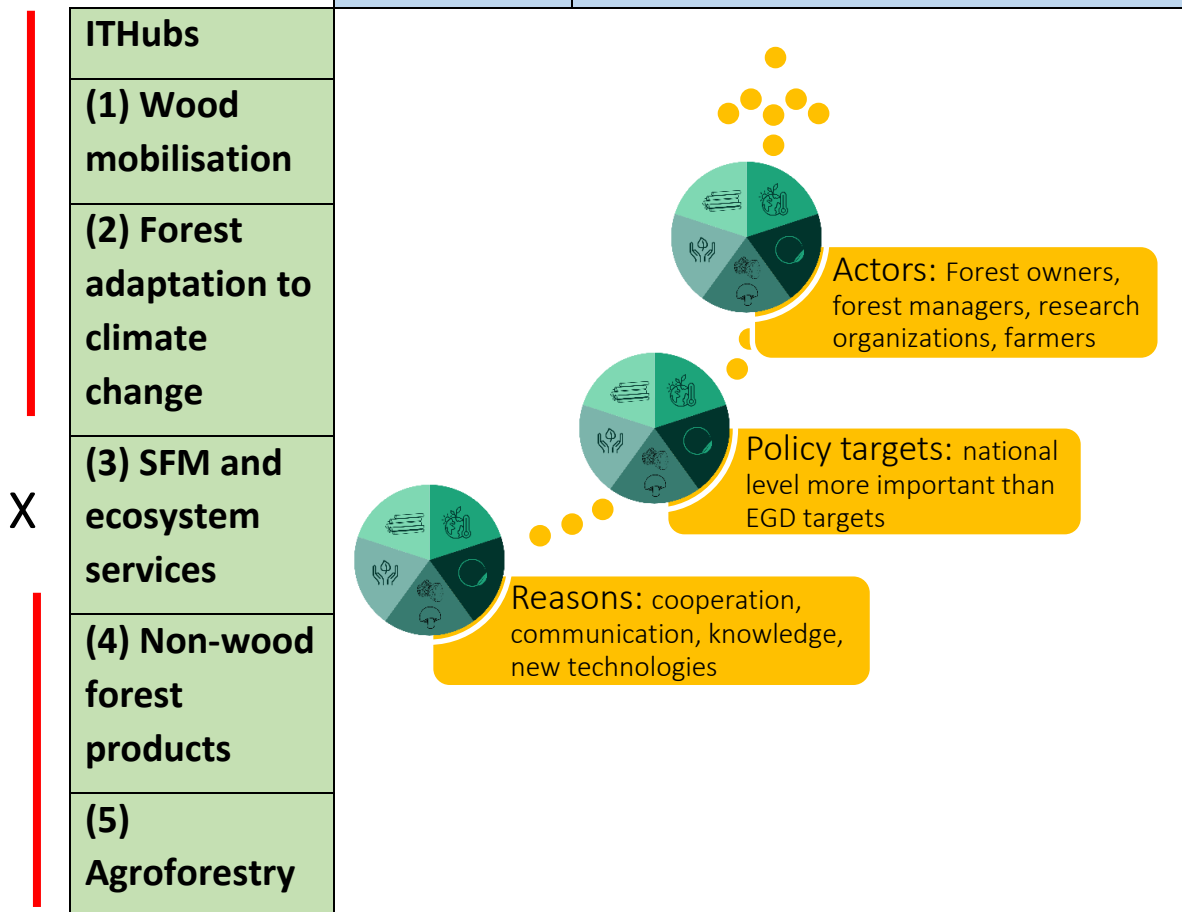 ITHubs
(1) Wood
mobilisation
(2) Forest
adaptation to
climate
change
(3) SFM and
ecosystem
services
(4) Non-wood
forest
products
(5)
Agroforestry
X
Actors: Forest owners,
forest managers, research
organizations, farmers
Policy targets: national
level more important than
EGD targets
Reasons: cooperation,
communication, knowledge,
new technologies